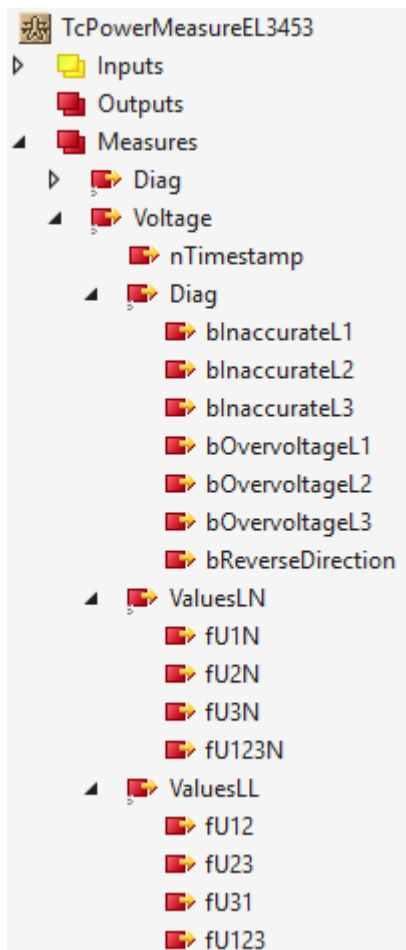 TcPowerMeasureEL3453
Inputs
Outputs
Measures
Diag
Voltage
nTimestamp
Diag
bInaccurateL1
bInaccurateL2
bInaccurateL3
bOvervoltageL1
bOvervoltageL2
bOvervoltageL3
bReverseDirection
ValuesLN
fU1N
fU2N
fU3N
fU123N
ValuesLL
fU12
fU23
fU31
fU123